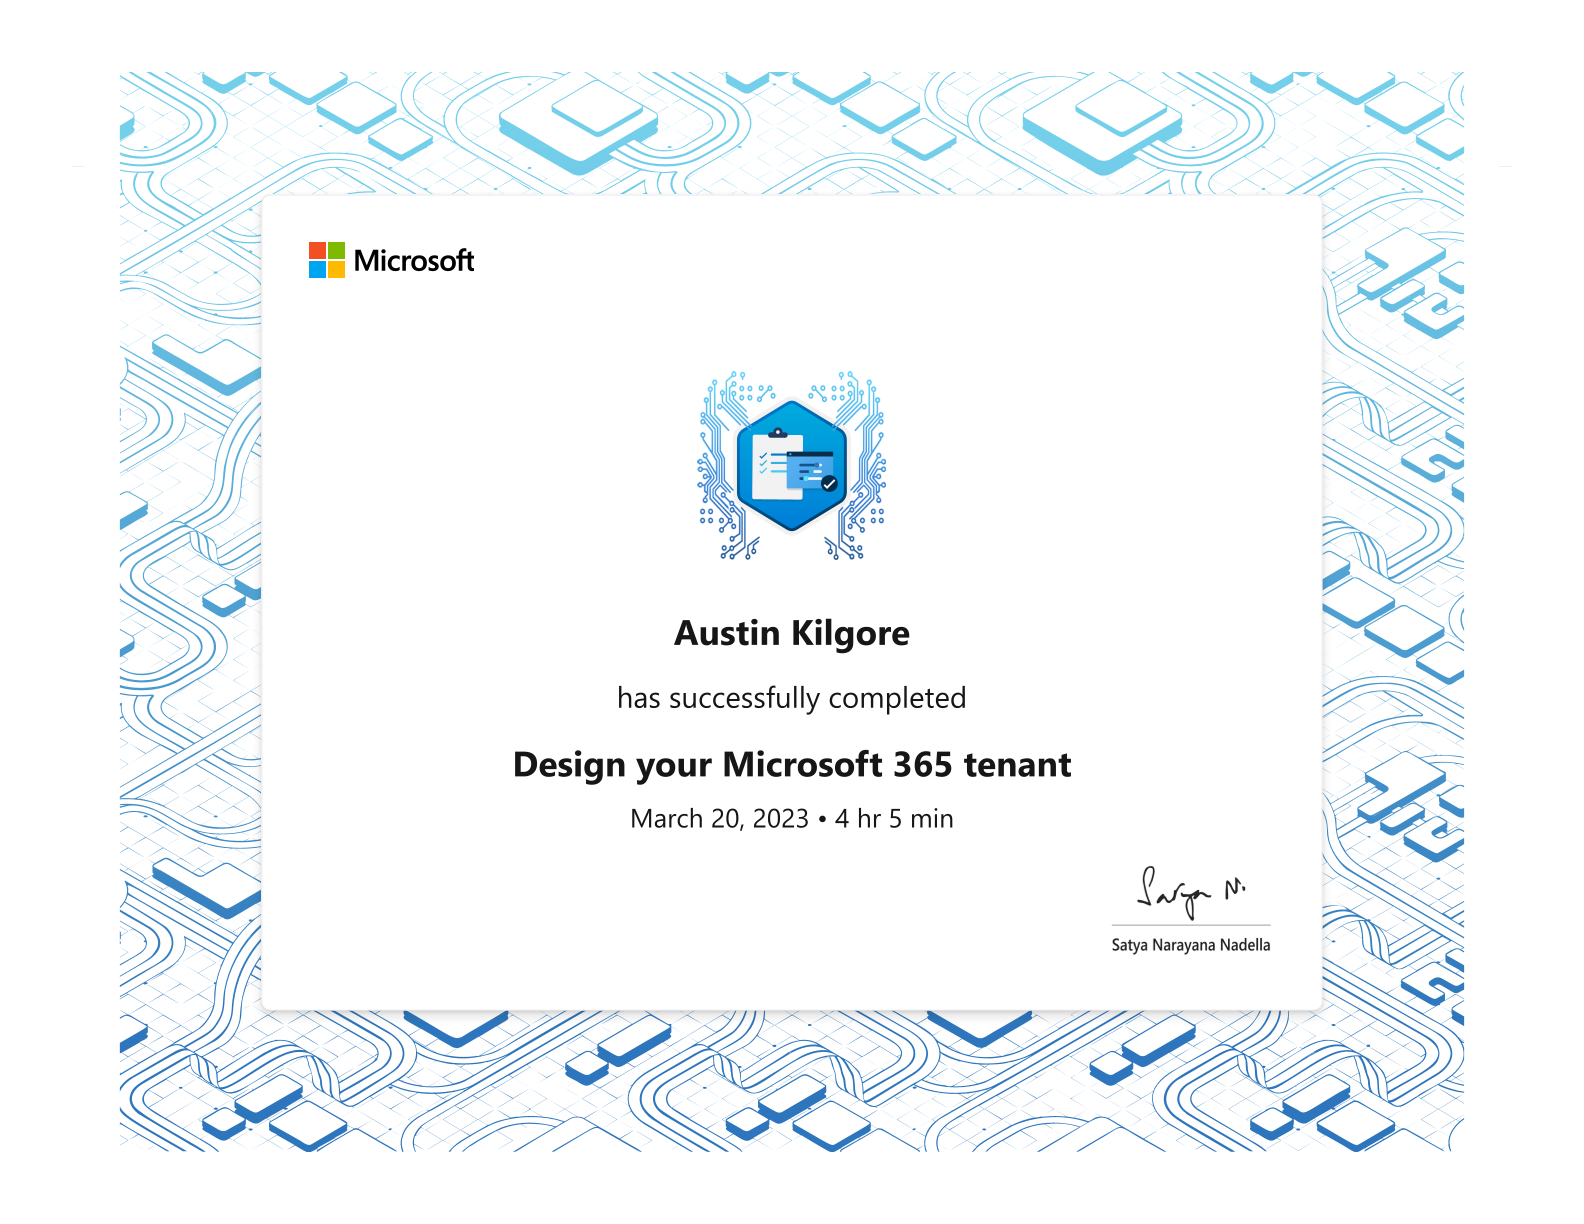 Microsoft
Austin Kilgore
has successfully completed
Design your Microsoft 365 tenant
March 20, 2023 • 4 hr 5 min
Satya N.
Satya Narayana Nadella